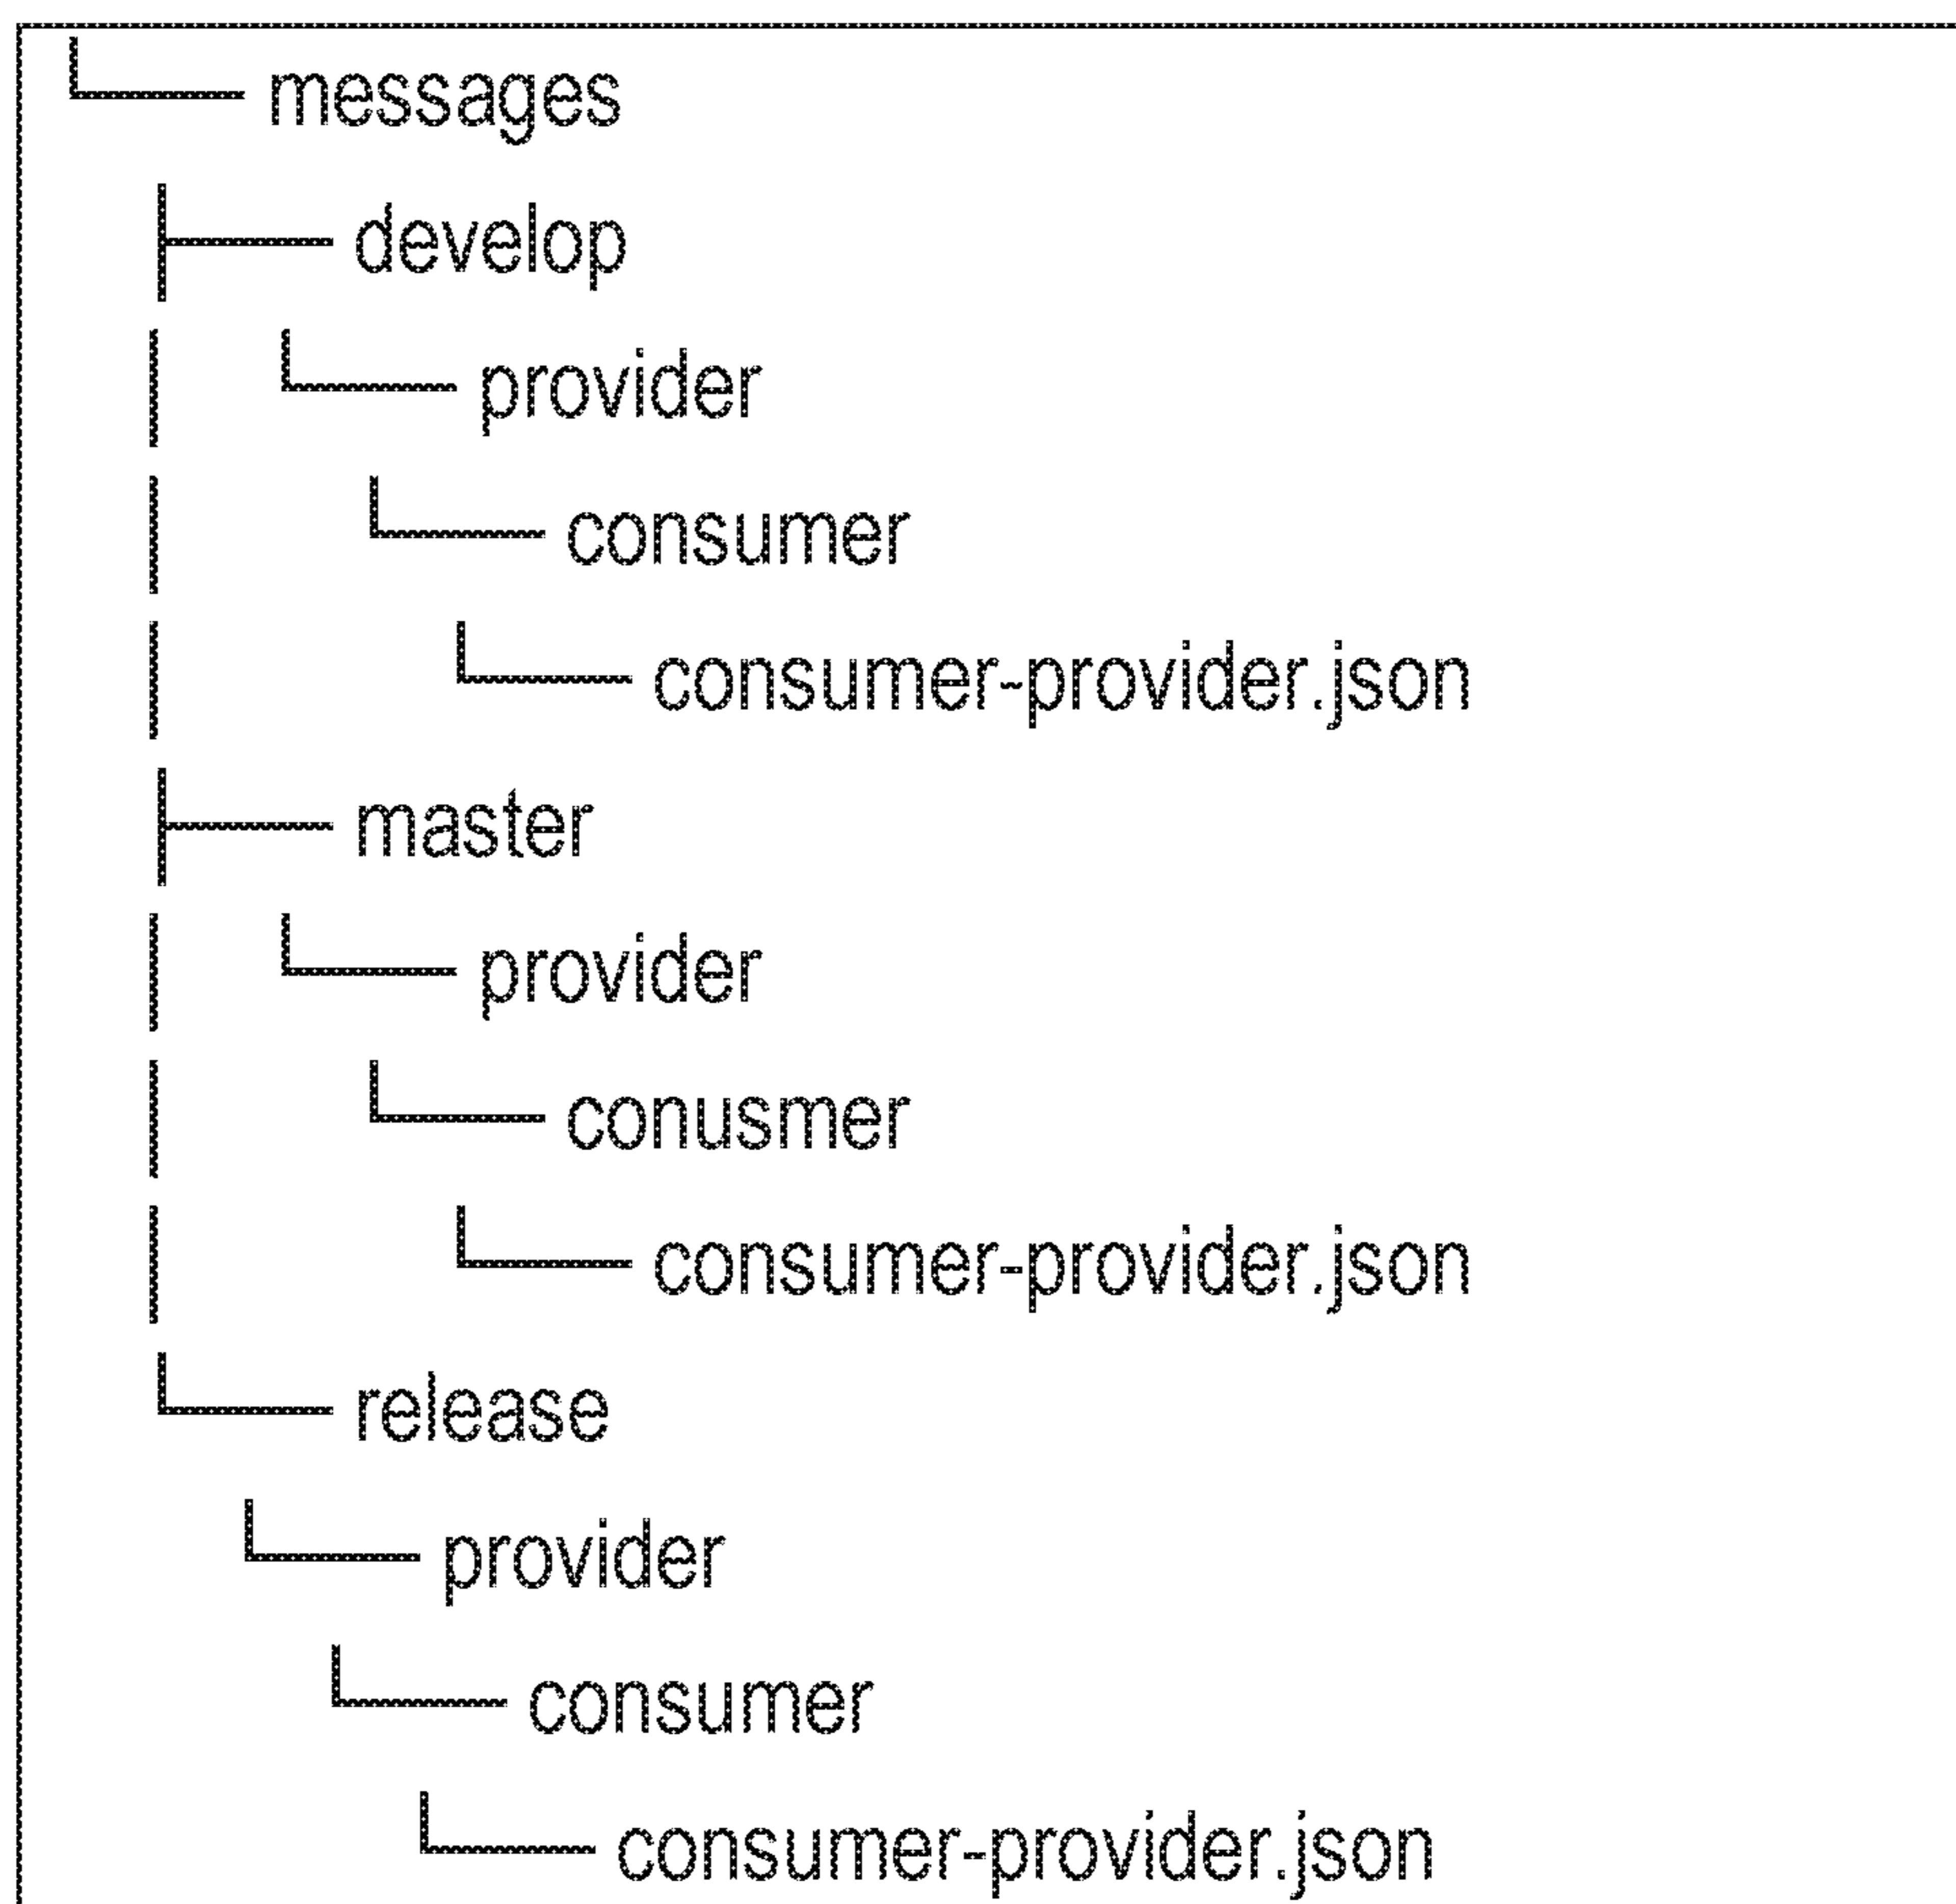 messages
develop
provider
consumer
consumer-provider.json
master
provider
conusmer
consumer-provider.json
release
provider
consumer
consumer-provider.json